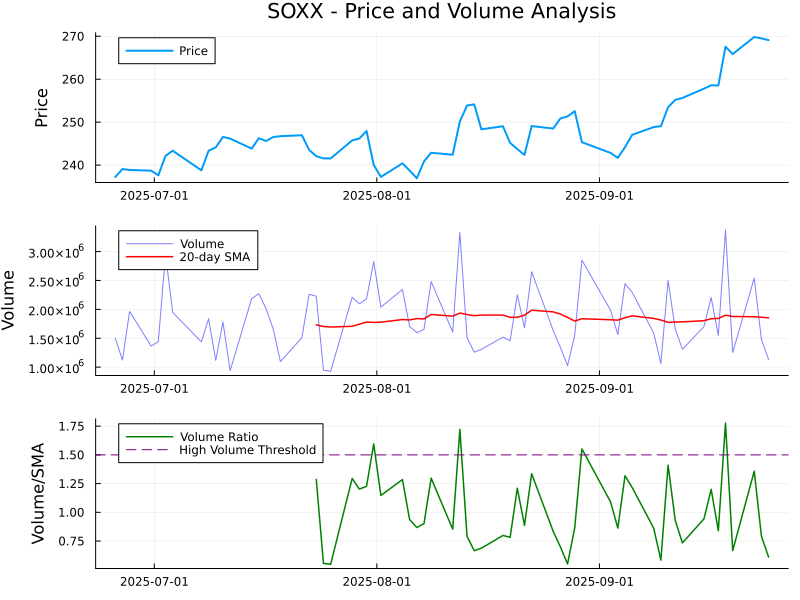 SOXX - Price and Volume Analysis
Price
270
260
250
240
Price
2025-07-01 2025-08-01 2025-09-01
Volume
20-day SMA
3.00×10⁶
2.50×10⁶
2.00×10⁶
1.50×10⁶
1.00×10⁶
Volume
2025-07-01 2025-08-01 2025-09-01
Volume Ratio
High Volume Threshold
1.75
1.50
1.25
1.00
0.75
Volume/SMA
2025-07-01 2025-08-01 2025-09-01